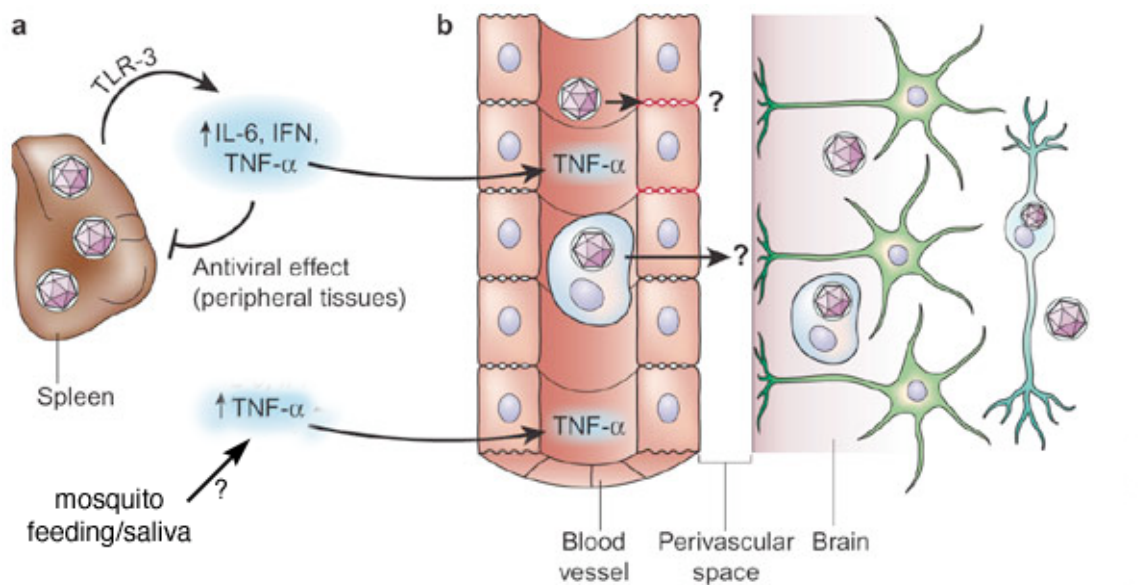 a
TLR-3
↑IL-6, IFN,
TNF-α
Antiviral effect
(peripheral tissues)
Spleen
↑TNF-α
?
mosquito
feeding/saliva
b
?
TNF-α
?
TNF-α
Blood
vessel
Perivascular
space
Brain